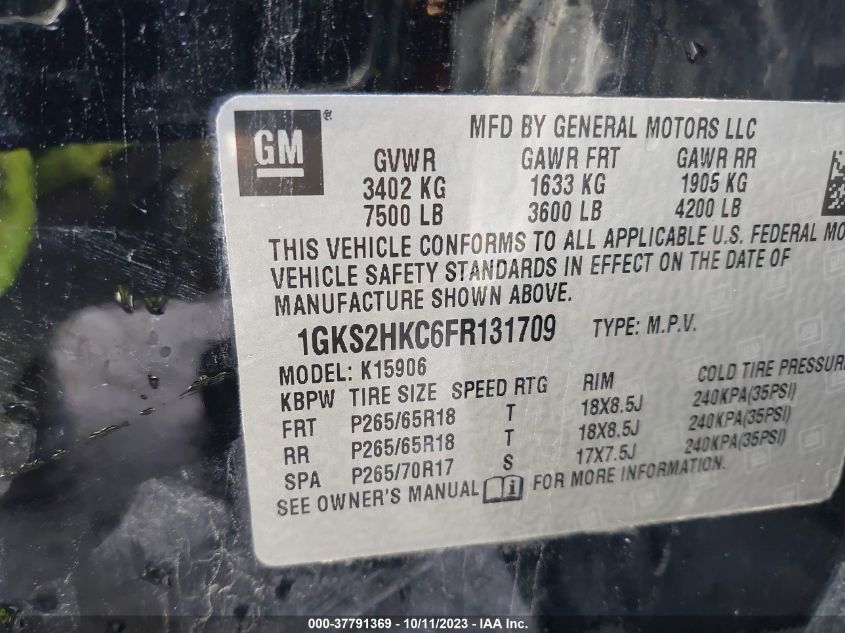 GM ®
MFD BY GENERAL MOTORS LLC
GVWR GAWR FRT GAWR RR
3402 KG 1633 KG 1905 KG
7500 LB 3600 LB 4200 LB
THIS VEHICLE CONFORMS TO ALL APPLICABLE U.S. FEDERAL MO
VEHICLE SAFETY STANDARDS IN EFFECT ON THE DATE OF
MANUFACTURE SHOWN ABOVE.
1GKS2HKC6FR131709 TYPE: M.P.V.
MODEL: K15906
KBPW TIRE SIZE SPEED RTG RIM COLD TIRE PRESSURE
FRT P265/65R18 T 18X8.5J 240KPA(35PSI)
RR P265/65R18 T 18X8.5J 240KPA(35PSI)
SPA P265/70R17 S 17X7.5J 240KPA(35PSI)
SEE OWNER'S MANUAL i FOR MORE INFORMATION.
000-37791369 - 10/11/2023 - IAA Inc.